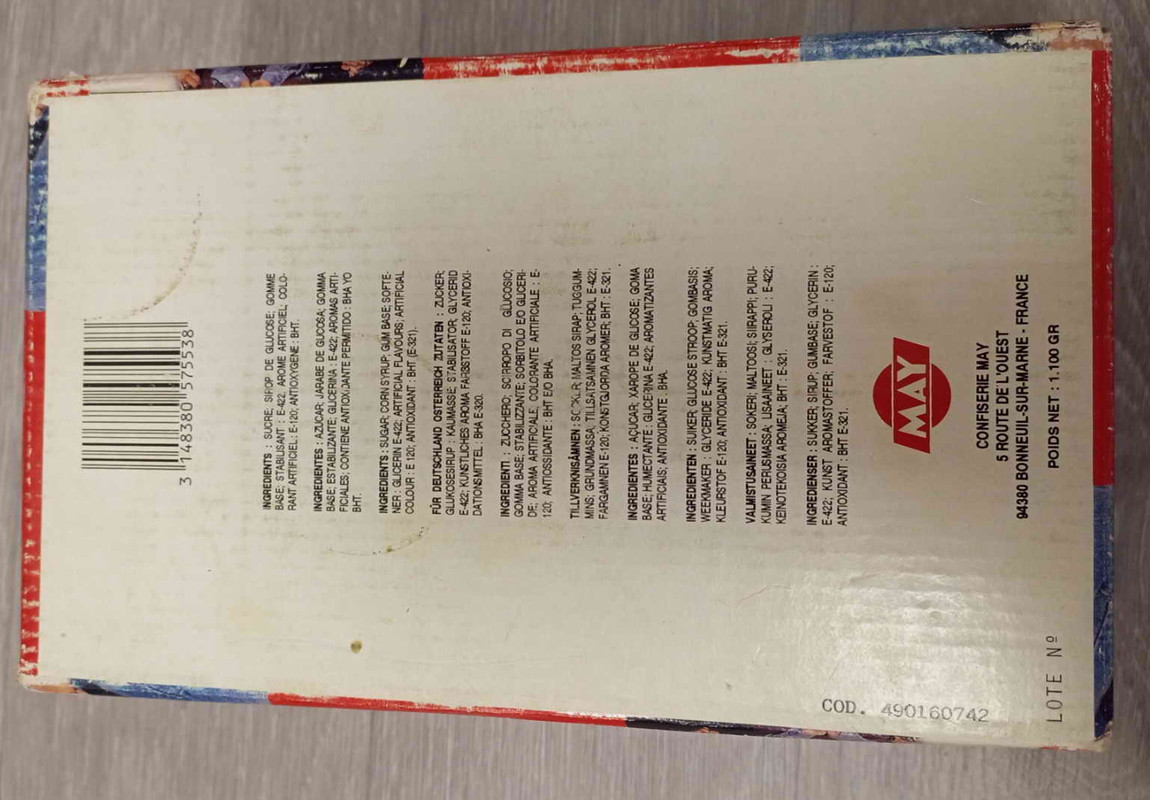 3 148380 575538
INGREDIENTS : SUCRE; SIROP DE GLUCOSE; GOMME
BASE; STABILISANT : E-422; AROME ARTIFICIEL; COLO-
RANT ARTIFICIEL: E-120; ANTIOXYGENE : BHT.
INGREDIENTES : AZUCAR; JARABE DE GLUCOSA; GOMMA
BASE; ESTABILIZANTE; GLICERINA : E-422; AROMAS ARTI-
FICIALES; CONTIENE ANTIOXIDANTE PERMITIDO : BHA Y/O
BHT.
INGREDIENTS : SUGAR; CORN SYRUP; GUM BASE; SOFTE-
NER : GLICERIN E-422; ARTIFICIAL FLAVOURS; ARTIFICIAL
COLOUR : E 120; ANTIOXIDANT : BHT (E-321).
FÜR DEUTSCHLAND OSTERREICH ZUTATEN : ZUCKER;
GLUKOSESIRUP : KAUMASSE; STABILISATOR; GLYCERID
E-422; KUNSTLICHES AROMA FARBSTOFF E-120; ANTIOXI-
DATIONSMITTEL : BHA E-320.
INGREDIENTI : ZUCCHERO; SCIRROPO DI GLUCOSIO;
GOMMA BASE; STABILIZZANTE; SORBITOLO E/O GLICERI-
DE; AROMA ARTIFICIALE; COLORANTE ARTIFICIALE : E-
120; ANTIOSSIDANTE : BHT E/O BHA.
TILLVERKNISÄMNEN : SOCKER; MALTOS SIRAP; TUGGUM-
MINS; GRUNDMASSA; TILLSATSAMNEN GLYCEROL E-422;
FARGAMNEN E-120; KONSTGJORDA AROMER; BHT : E-321.
INGREDIENTES : AÇUCAR; XAROPE DE GLUCOSE; GOMA
BASE; HUMECTANTE : GLUCERINA E-422; AROMATIZANTES
ARTIFICIAIS; ANTIOXIDANTE : BHA.
INGREDIENTEN : SUIKER; GLUCOSE STROOP; GOMBASIS;
WEEKMAKER : GLYCERIDE E-422; KUNSTMATIG AROMA;
KLEURSTOF E-120; ANTIOXIDANT : BHT E-321.
VALMISTUSAINEET : SOKERI; MALTOOSI; SIIRAPPI; PURU-
KUMIN PERUSMASSA; LISAAINEET : GLYSEROLI : E-422;
KEINOTEKOISIA AROMEJA; BHT : E-321.
INGREDIENSER : SUKKER; SIRUP; GUMBASE; GLYCERIN :
E-422; KUNST AROMASTOFFER; FARVESTOF : E-120;
ANTIOXIDANT : BHT E-321.
MAY
CONFISERIE MAY
5 ROUTE DE L'OUEST
94380 BONNEUIL-SUR-MARNE - FRANCE
POIDS NET : 1.100 GR
COD. 490160742
LOTE Nº